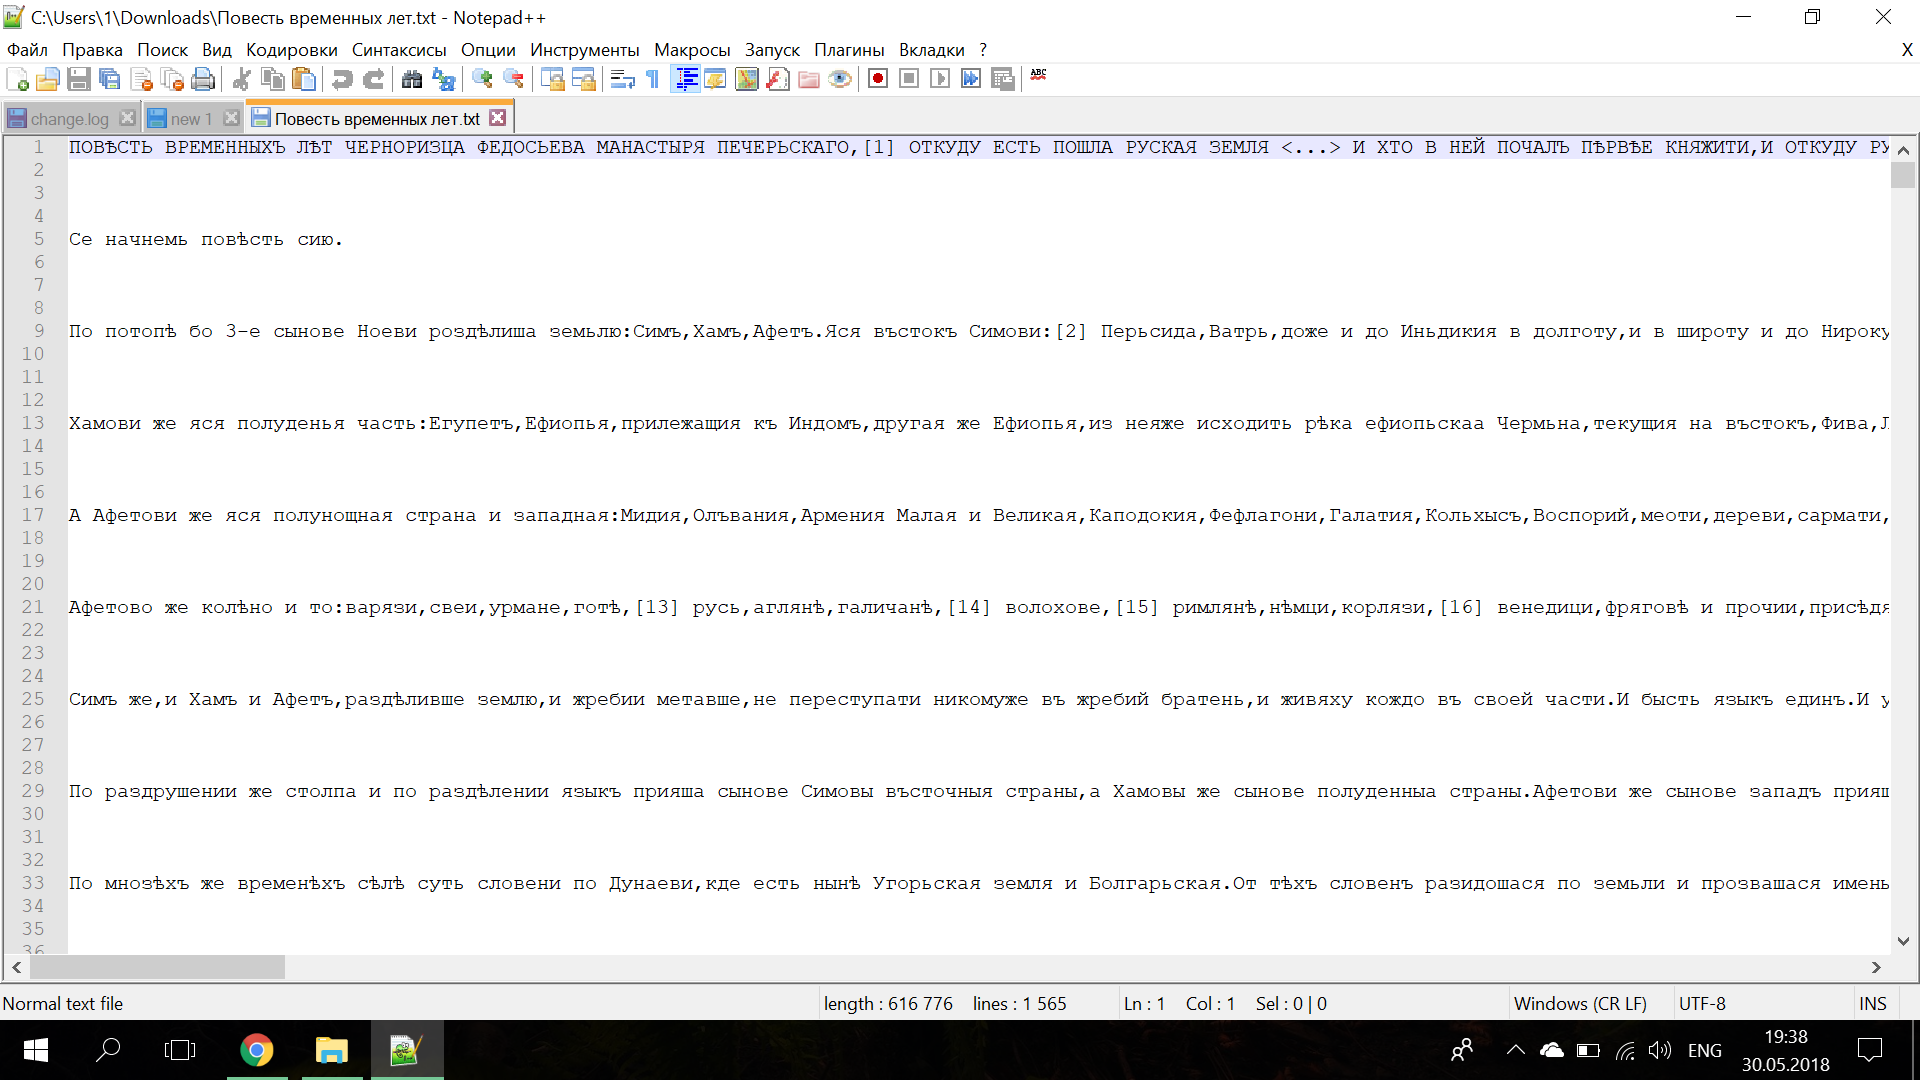 C:\Users\1\Downloads\Повесть временных лет.txt - Notepad++
Файл Правка Поиск Вид Кодировки Синтаксисы Опции Инструменты Макросы Запуск Плагины Вкладки ? X
ABC
change.log new 1 Повесть временных лет.txt
1 ПОВѢСТЬ ВРЕМЕННЫХЪ ЛѢТ ЧЕРНОРИЗЦА ФЕДОСЬЕВА МАНАСТЫРЯ ПЕЧЕРЬСКАГО,[1] ОТКУДУ ЕСТЬ ПОШЛА РУСКАЯ ЗЕМЛЯ <...> И ХТО В НЕЙ ПОЧАЛЪ ПѢРВѢЕ КНЯЖИТИ,И ОТКУДУ РУ
2
3
4
5 Се начнемь повѣсть сию.
6
7
8
9 По потопѣ бо 3-е сынове Ноеви роздѣлиша земьлю:Симъ,Хамъ,Афетъ.Яся въстокъ Симови:[2] Перьсида,Ватрь,доже и до Иньдикия в долготу,и в широту и до Нироку
10
11
12
13 Хамови же яся полуденья часть:Егупетъ,Ефиопья,прилежащия къ Индомъ,другая же Ефиопья,из неяже исходить рѣка ефиопьскаа Чермьна,текущия на въстокъ,Фива,Л
14
15
16
17 А Афетови же яся полунощная страна и западная:Мидия,Олъвания,Армения Малая и Великая,Каподокия,Фефлагони,Галатия,Кольхысъ,Воспорий,меоти,дереви,сармати,
18
19
20
21 Афетово же колѣно и то:варязи,свеи,урмане,готѣ,[13] русь,аглянѣ,галичанѣ,[14] волохове,[15] римлянѣ,нѣмци,корлязи,[16] венедици,фряговѣ и прочии,присѣдя
22
23
24
25 Симъ же,и Хамъ и Афетъ,раздѣливше землю,и жребии метавше,не переступати никомуже въ жребий братень,и живяху кождо въ своей части.И бысть языкъ единъ.И у
26
27
28
29 По раздрушении же столпа и по раздѣлении языкъ прияша сынове Симовы въсточныя страны,а Хамовы же сынове полуденныа страны.Афетови же сынове западъ прияш
30
31
32
33 По мнозѣхъ же временѣхъ сѣлѣ суть словени по Дунаеви,кде есть нынѣ Угорьская земля и Болгарьская.От тѣхъ словенъ разидошася по земьли и прозвашася имень
34
35
36
Normal text file length : 616 776 lines : 1 565 Ln : 1 Col : 1 Sel : 0 | 0 Windows (CR LF) UTF-8 INS
ENG
19:38
30.05.2018